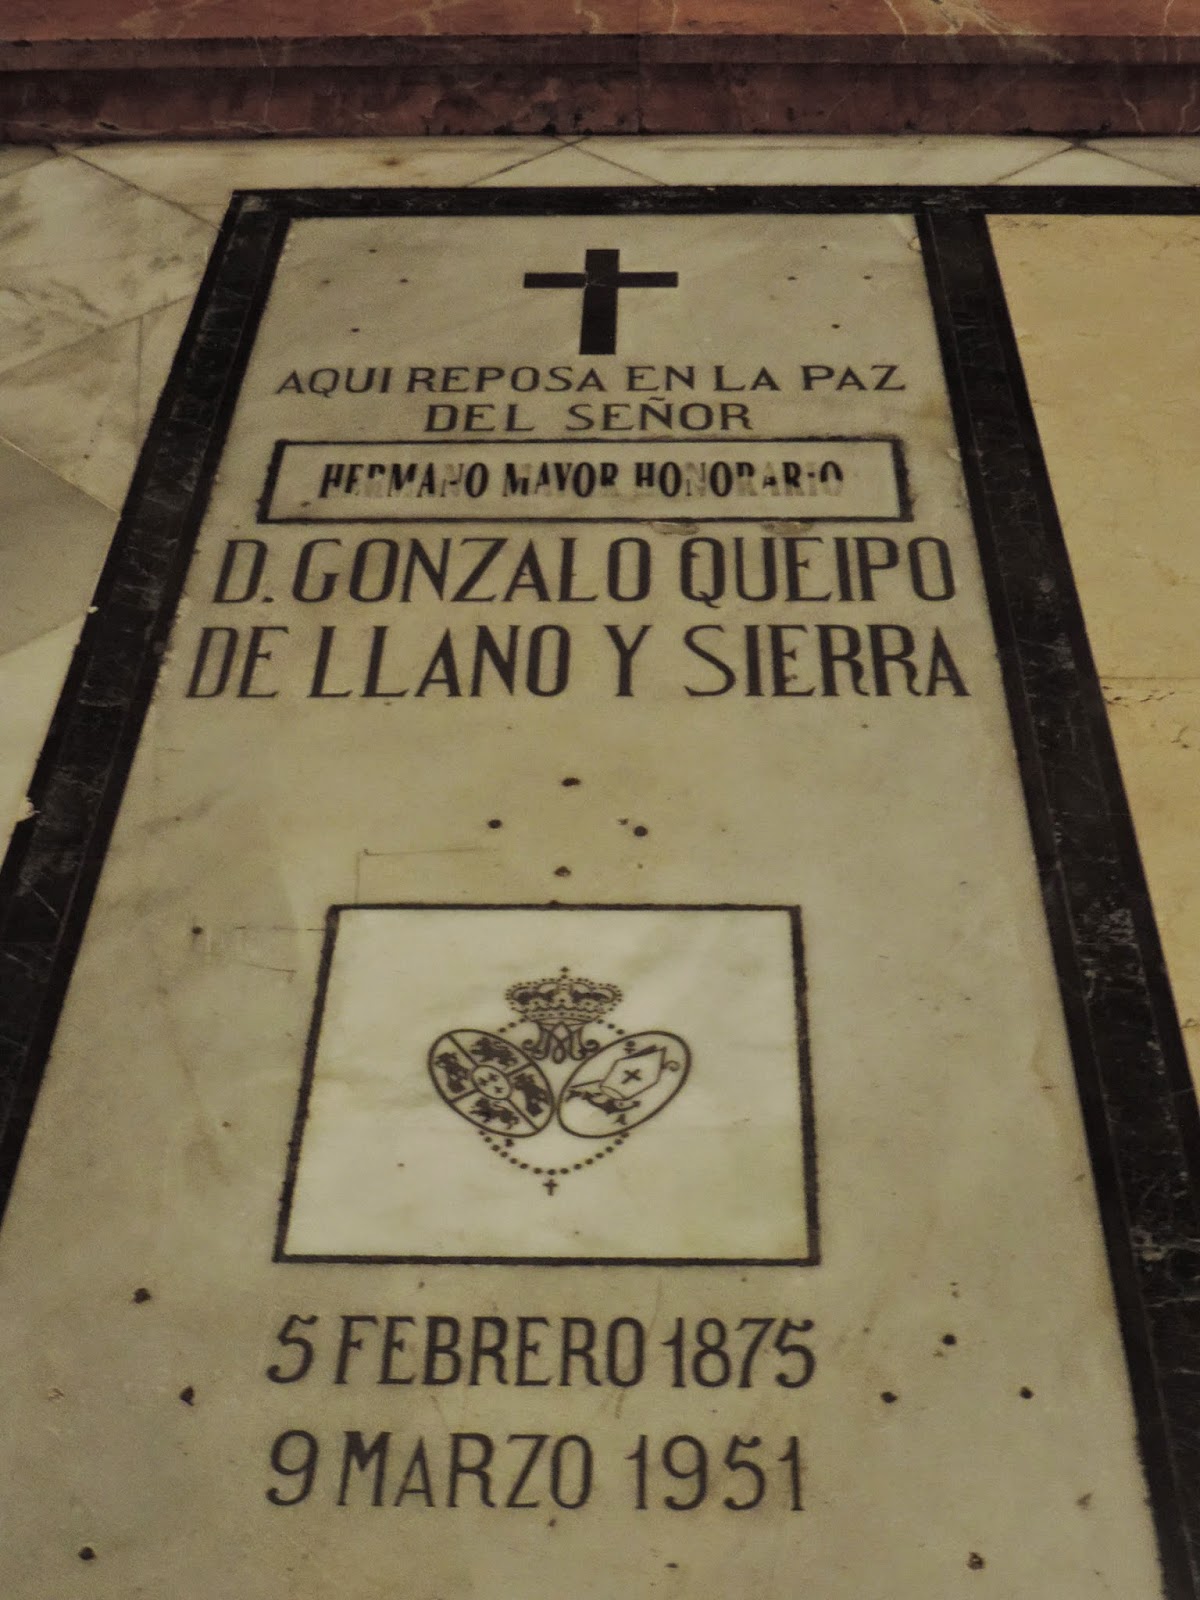 AQUI REPOSA EN LA PAZ
DEL SEÑOR
HERMANO MAYOR HONORARIO
D. GONZALO QUEIPO
DE LLANO Y SIERRA
5 FEBRERO 1875
9 MARZO 1951